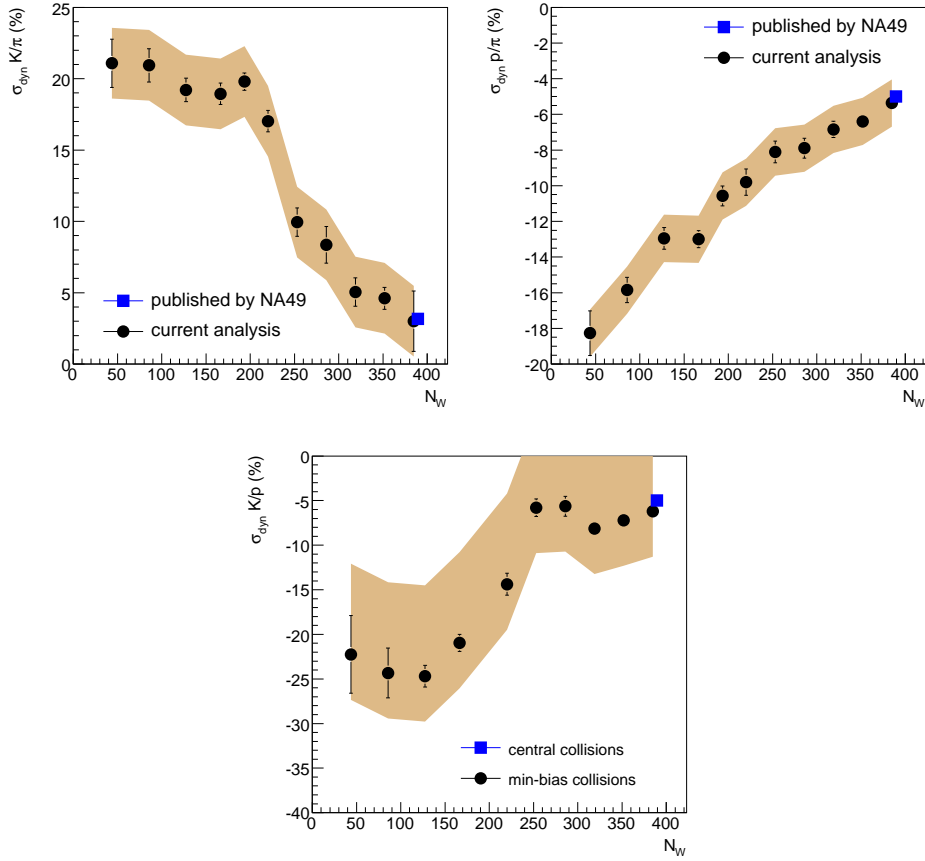 σdyn K/π (%)
25
20
15
10
5
0
published by NA49
current analysis
0 50 100 150 200 250 300 350 400
NW
σdyn p/π (%)
0
-2
-4
-6
-8
-10
-12
-14
-16
-18
-20
published by NA49
current analysis
0 50 100 150 200 250 300 350 400
NW
σdyn K/p (%)
0
-5
-10
-15
-20
-25
-30
-35
-40
central collisions
min-bias collisions
0 50 100 150 200 250 300 350 400
NW